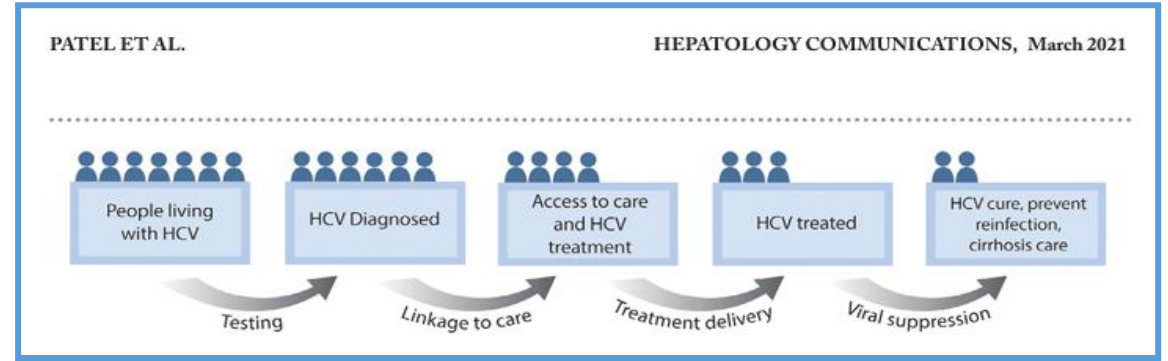 PATEL ET AL.
HEPATOLOGY COMMUNICATIONS, March 2021
People living
with HCV
HCV Diagnosed
Access to care
and HCV
treatment
HCV treated
HCV cure, prevent
reinfection,
cirrhosis care
Testing
Linkage to care
Treatment delivery
Viral suppression